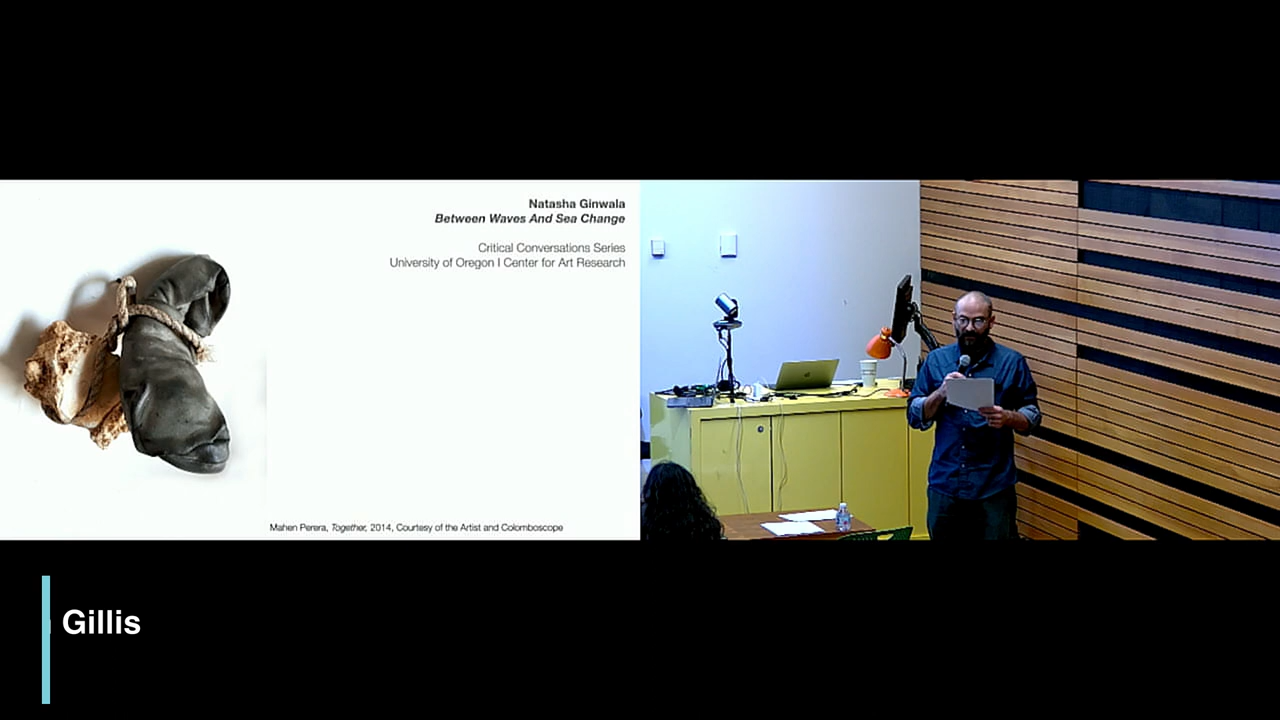 Natasha Ginwala
Between Waves And Sea Change
Critical Conversations Series
University of Oregon I Center for Art Research
Mahen Perera, Together, 2014, Courtesy of the Artist and Colomboscope
Gillis